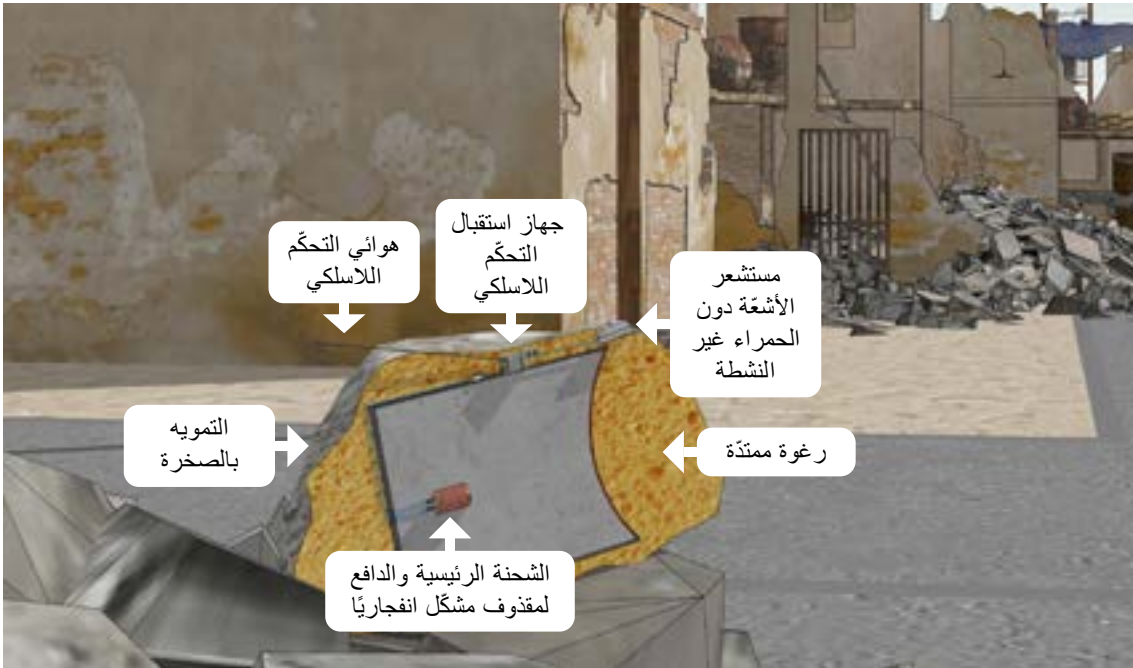 هوائي التحكّم
اللاسلكي
جهاز استقبال
التحكّم
اللاسلكي
مستشعر
الأشعّة دون
الحمراء غير
النشطة
التمويه
بالصخرة
رغوة ممتدّة
الشحنة الرئيسية والدافع
لمقذوف مشكّل انفجاريًا